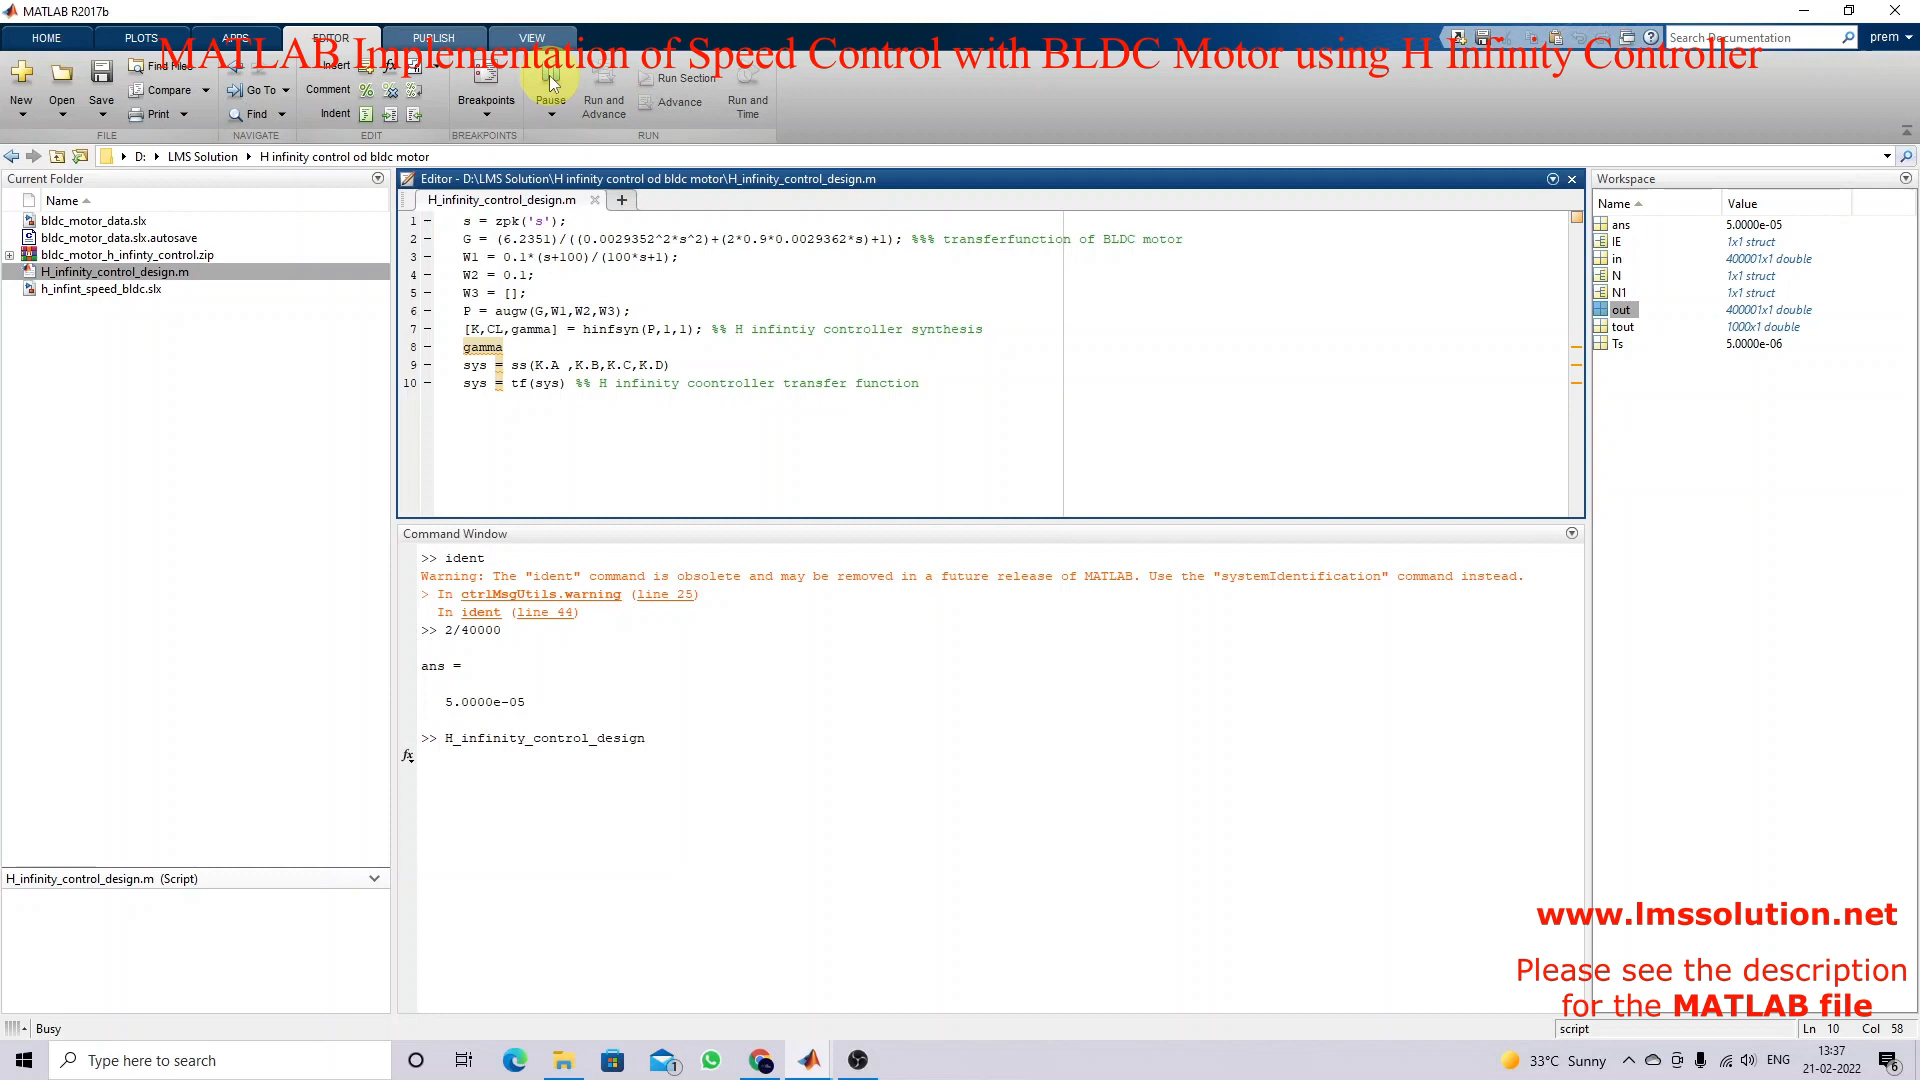 MATLAB R2017b
HOME PLOTS APPS EDITOR PUBLISH VIEW
Search Documentation
prem
MATLAB Implementation of Speed Control with BLDC Motor using H Infinity Controller
New
Open
Save
Find Files
Compare
Print
Go To
Find
Insert
Comment
Indent
Breakpoints
Pause
Run and
Advance
Run Section
Advance
Run and
Time
FILE NAVIGATE EDIT BREAKPOINTS RUN
D: LMS Solution H infinity control od bldc motor
Current Folder
Name
bldc_motor_data.slx
bldc_motor_data.slx.autosave
bldc_motor_h_infinty_control.zip
H_infinity_control_design.m
h_infint_speed_bldc.slx
H_infinity_control_design.m (Script)
Editor - D:\LMS Solution\H infinity control od bldc motor\H_infinity_control_design.m
H_infinity_control_design.m
1 s = zpk('s');
2 G = (6.2351)/((0.0029352^2*s^2)+(2*0.9*0.0029362*s)+1); %%% transferfunction of BLDC motor
3 W1 = 0.1*(s+100)/(100*s+1);
4 W2 = 0.1;
5 W3 = [];
6 P = augw(G,W1,W2,W3);
7 [K,CL,gamma] = hinfsyn(P,1,1); %% H infintiy controller synthesis
8 gamma
9 sys = ss(K.A ,K.B,K.C,K.D)
10 sys = tf(sys) %% H infinity coontroller transfer function
Command Window
>> ident
Warning: The "ident" command is obsolete and may be removed in a future release of MATLAB. Use the "systemIdentification" command instead.
> In ctrlMsgUtils.warning (line 25)
In ident (line 44)
>> 2/40000
ans =
5.0000e-05
>> H_infinity_control_design
fx
Workspace
Name Value
ans 5.0000e-05
IE 1x1 struct
in 400001x1 double
N 1x1 struct
N1 1x1 struct
out 400001x1 double
tout 1000x1 double
Ts 5.0000e-06
www.lmssolution.net
Please see the description
for the MATLAB file
Busy
script
Ln 10 Col 58
Type here to search
1
33°C Sunny
ENG
13:37
21-02-2022
6